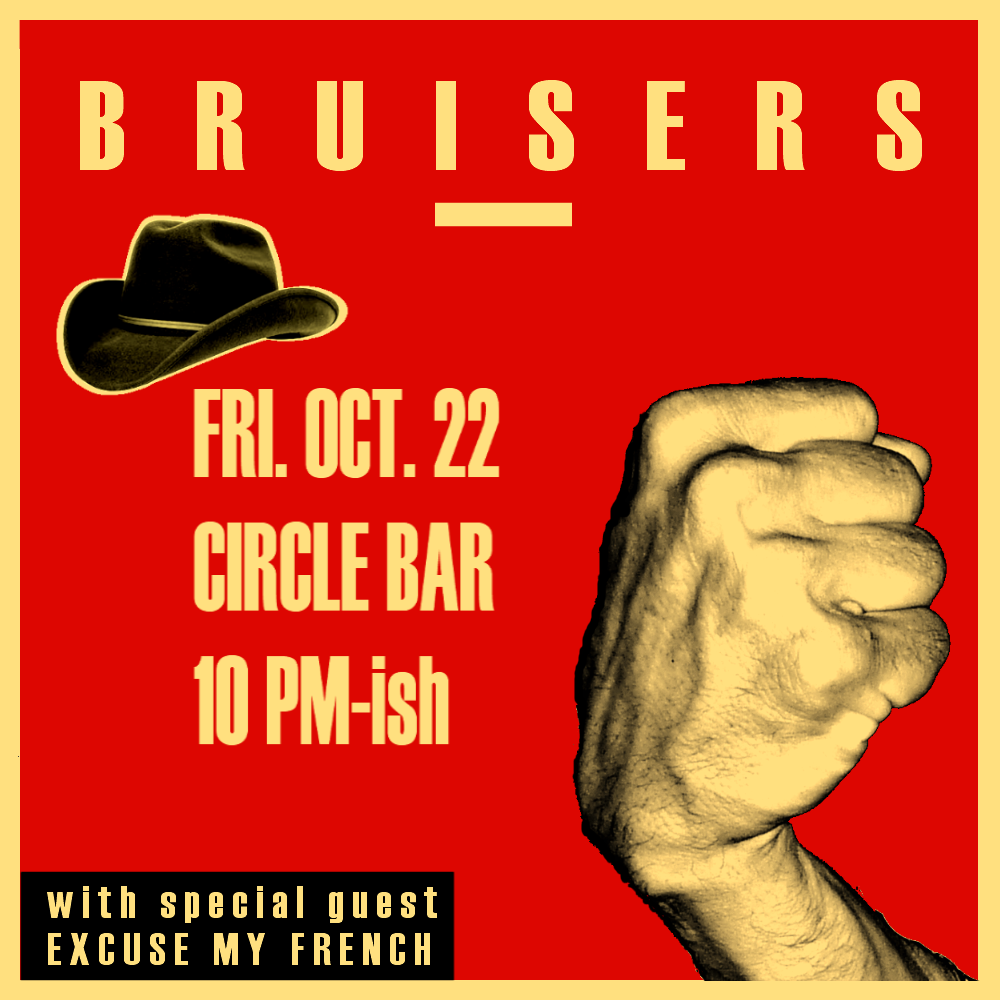 BRUISERS
FRI. OCT. 22
CIRCLE BAR
10 PM-ish
with special guest
EXCUSE MY FRENCH